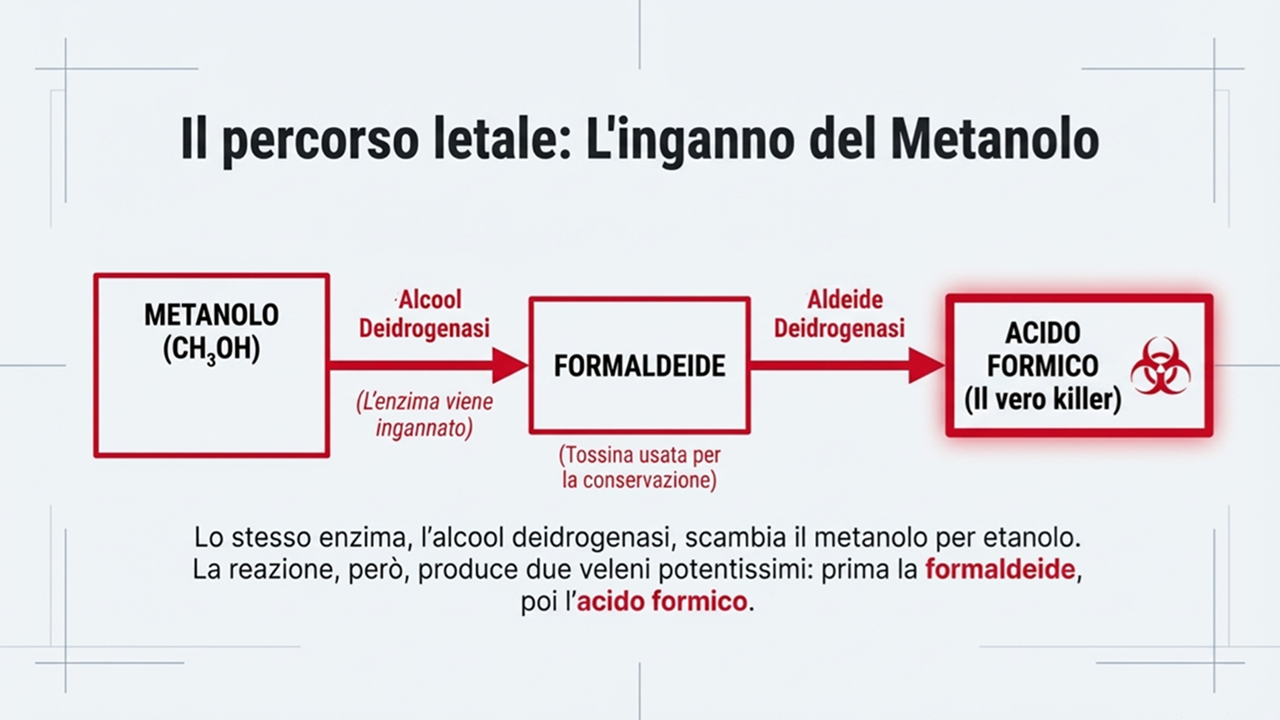 Il percorso letale: L'inganno del Metanolo
METANOLO
(CH₃OH)
Alcool
Deidrogenasi
(L’enzima viene
ingannato)
FORMALDEIDE
(Tossina usata per
la conservazione)
Aldeide
Deidrogenasi
ACIDO
FORMICO
(Il vero killer)
Lo stesso enzima, l’alcool deidrogenasi, scambia il metanolo per etanolo.
La reazione, però, produce due veleni potentissimi: prima la formaldeide,
poi l’acido formico.